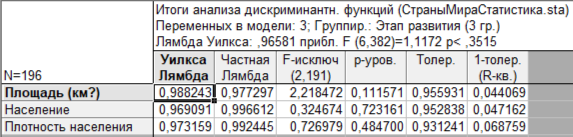 Итоги анализа дискриминантн. функций (СтраныМираСтатистика.sta)
Переменных в модели: 3; Группир.: Этап развития (3 гр.)
Лямбда Уилкса: ,96581 прибл. F (6,382)=1,1172 p< ,3515
N=196 Уилкса Лямбда Частная Лямбда F-исключ (2,191) p-уров. Толер. 1-толер. (R-кв.)
Площадь (км?) 0,988243 0,977297 2,218472 0,111571 0,955931 0,044069
Население 0,969091 0,996612 0,324674 0,723161 0,952838 0,047162
Плотность населения 0,973159 0,992445 0,726979 0,484700 0,931241 0,068759